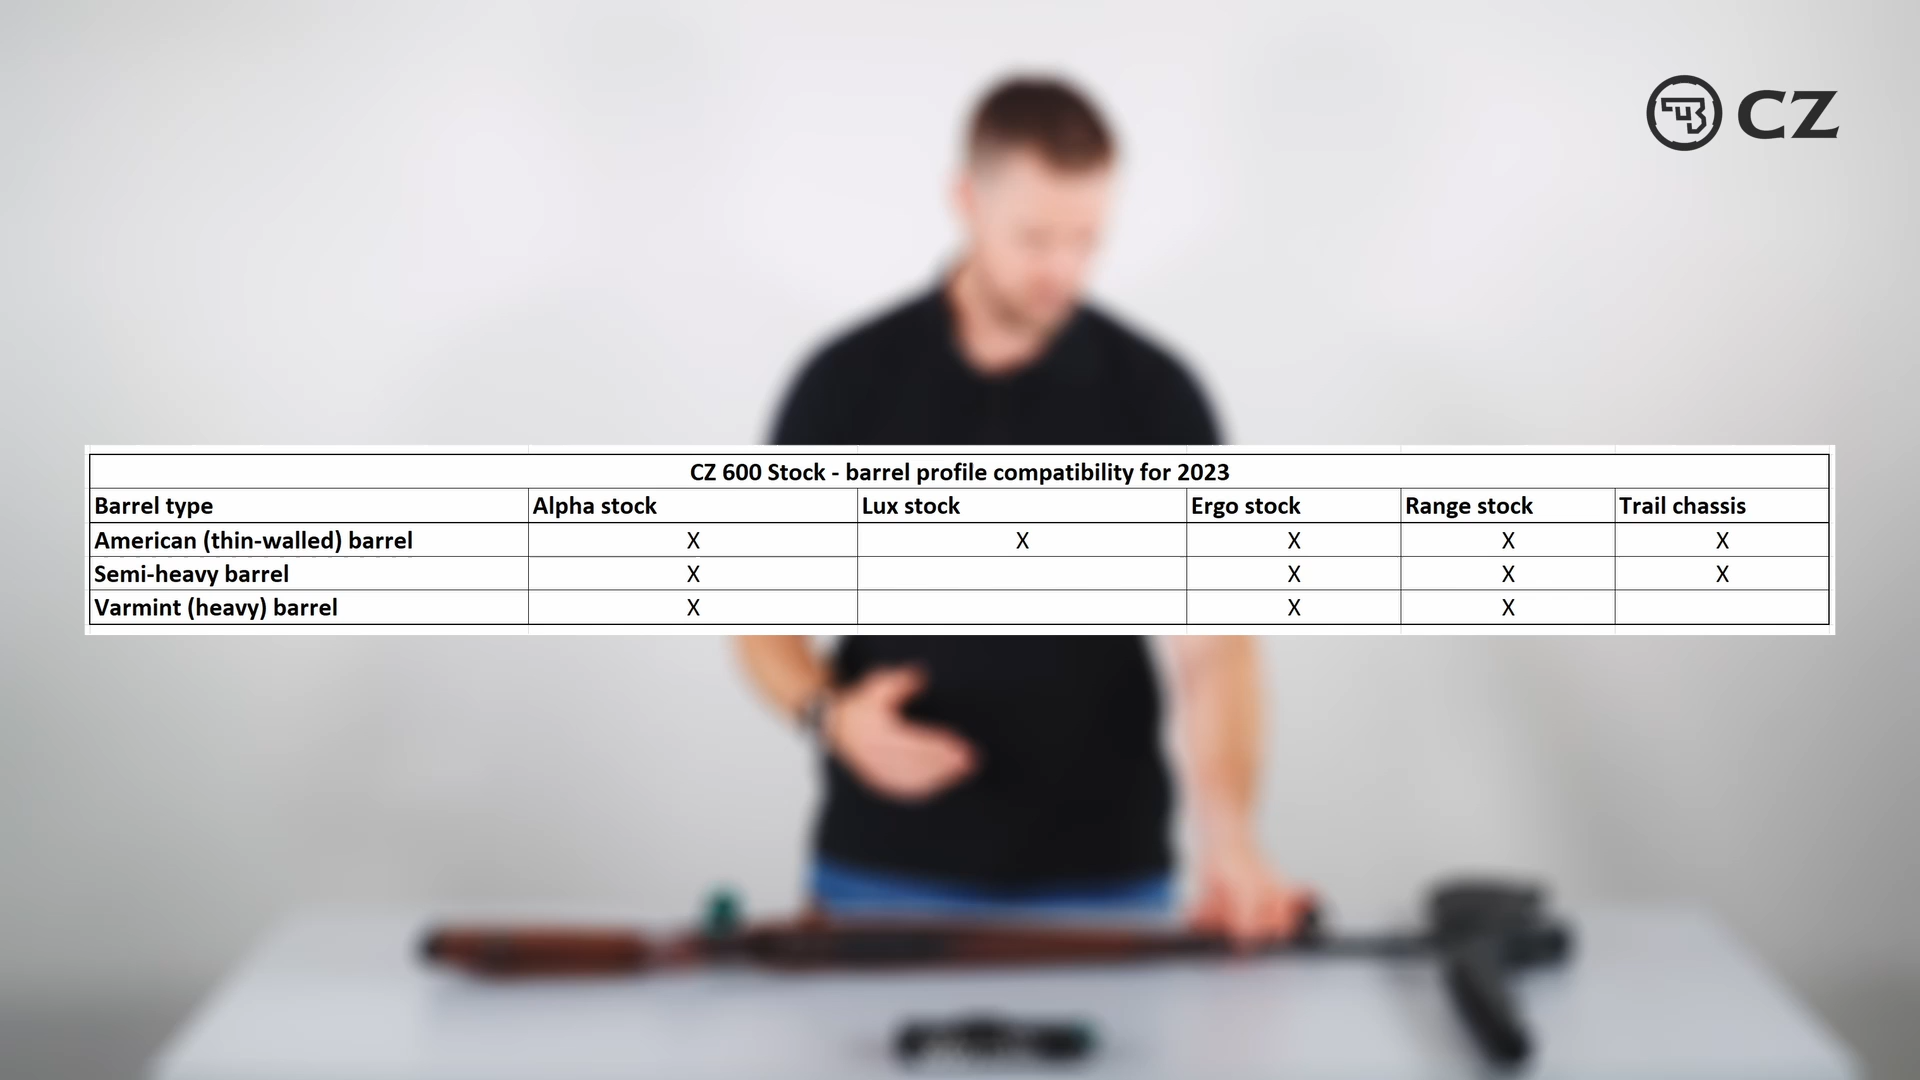 CZ
CZ 600 Stock - barrel profile compatibility for 2023
Barrel type Alpha stock Lux stock Ergo stock Range stock Trail chassis
American (thin-walled) barrel X X X X X
Semi-heavy barrel X X X X
Varmint (heavy) barrel X X X